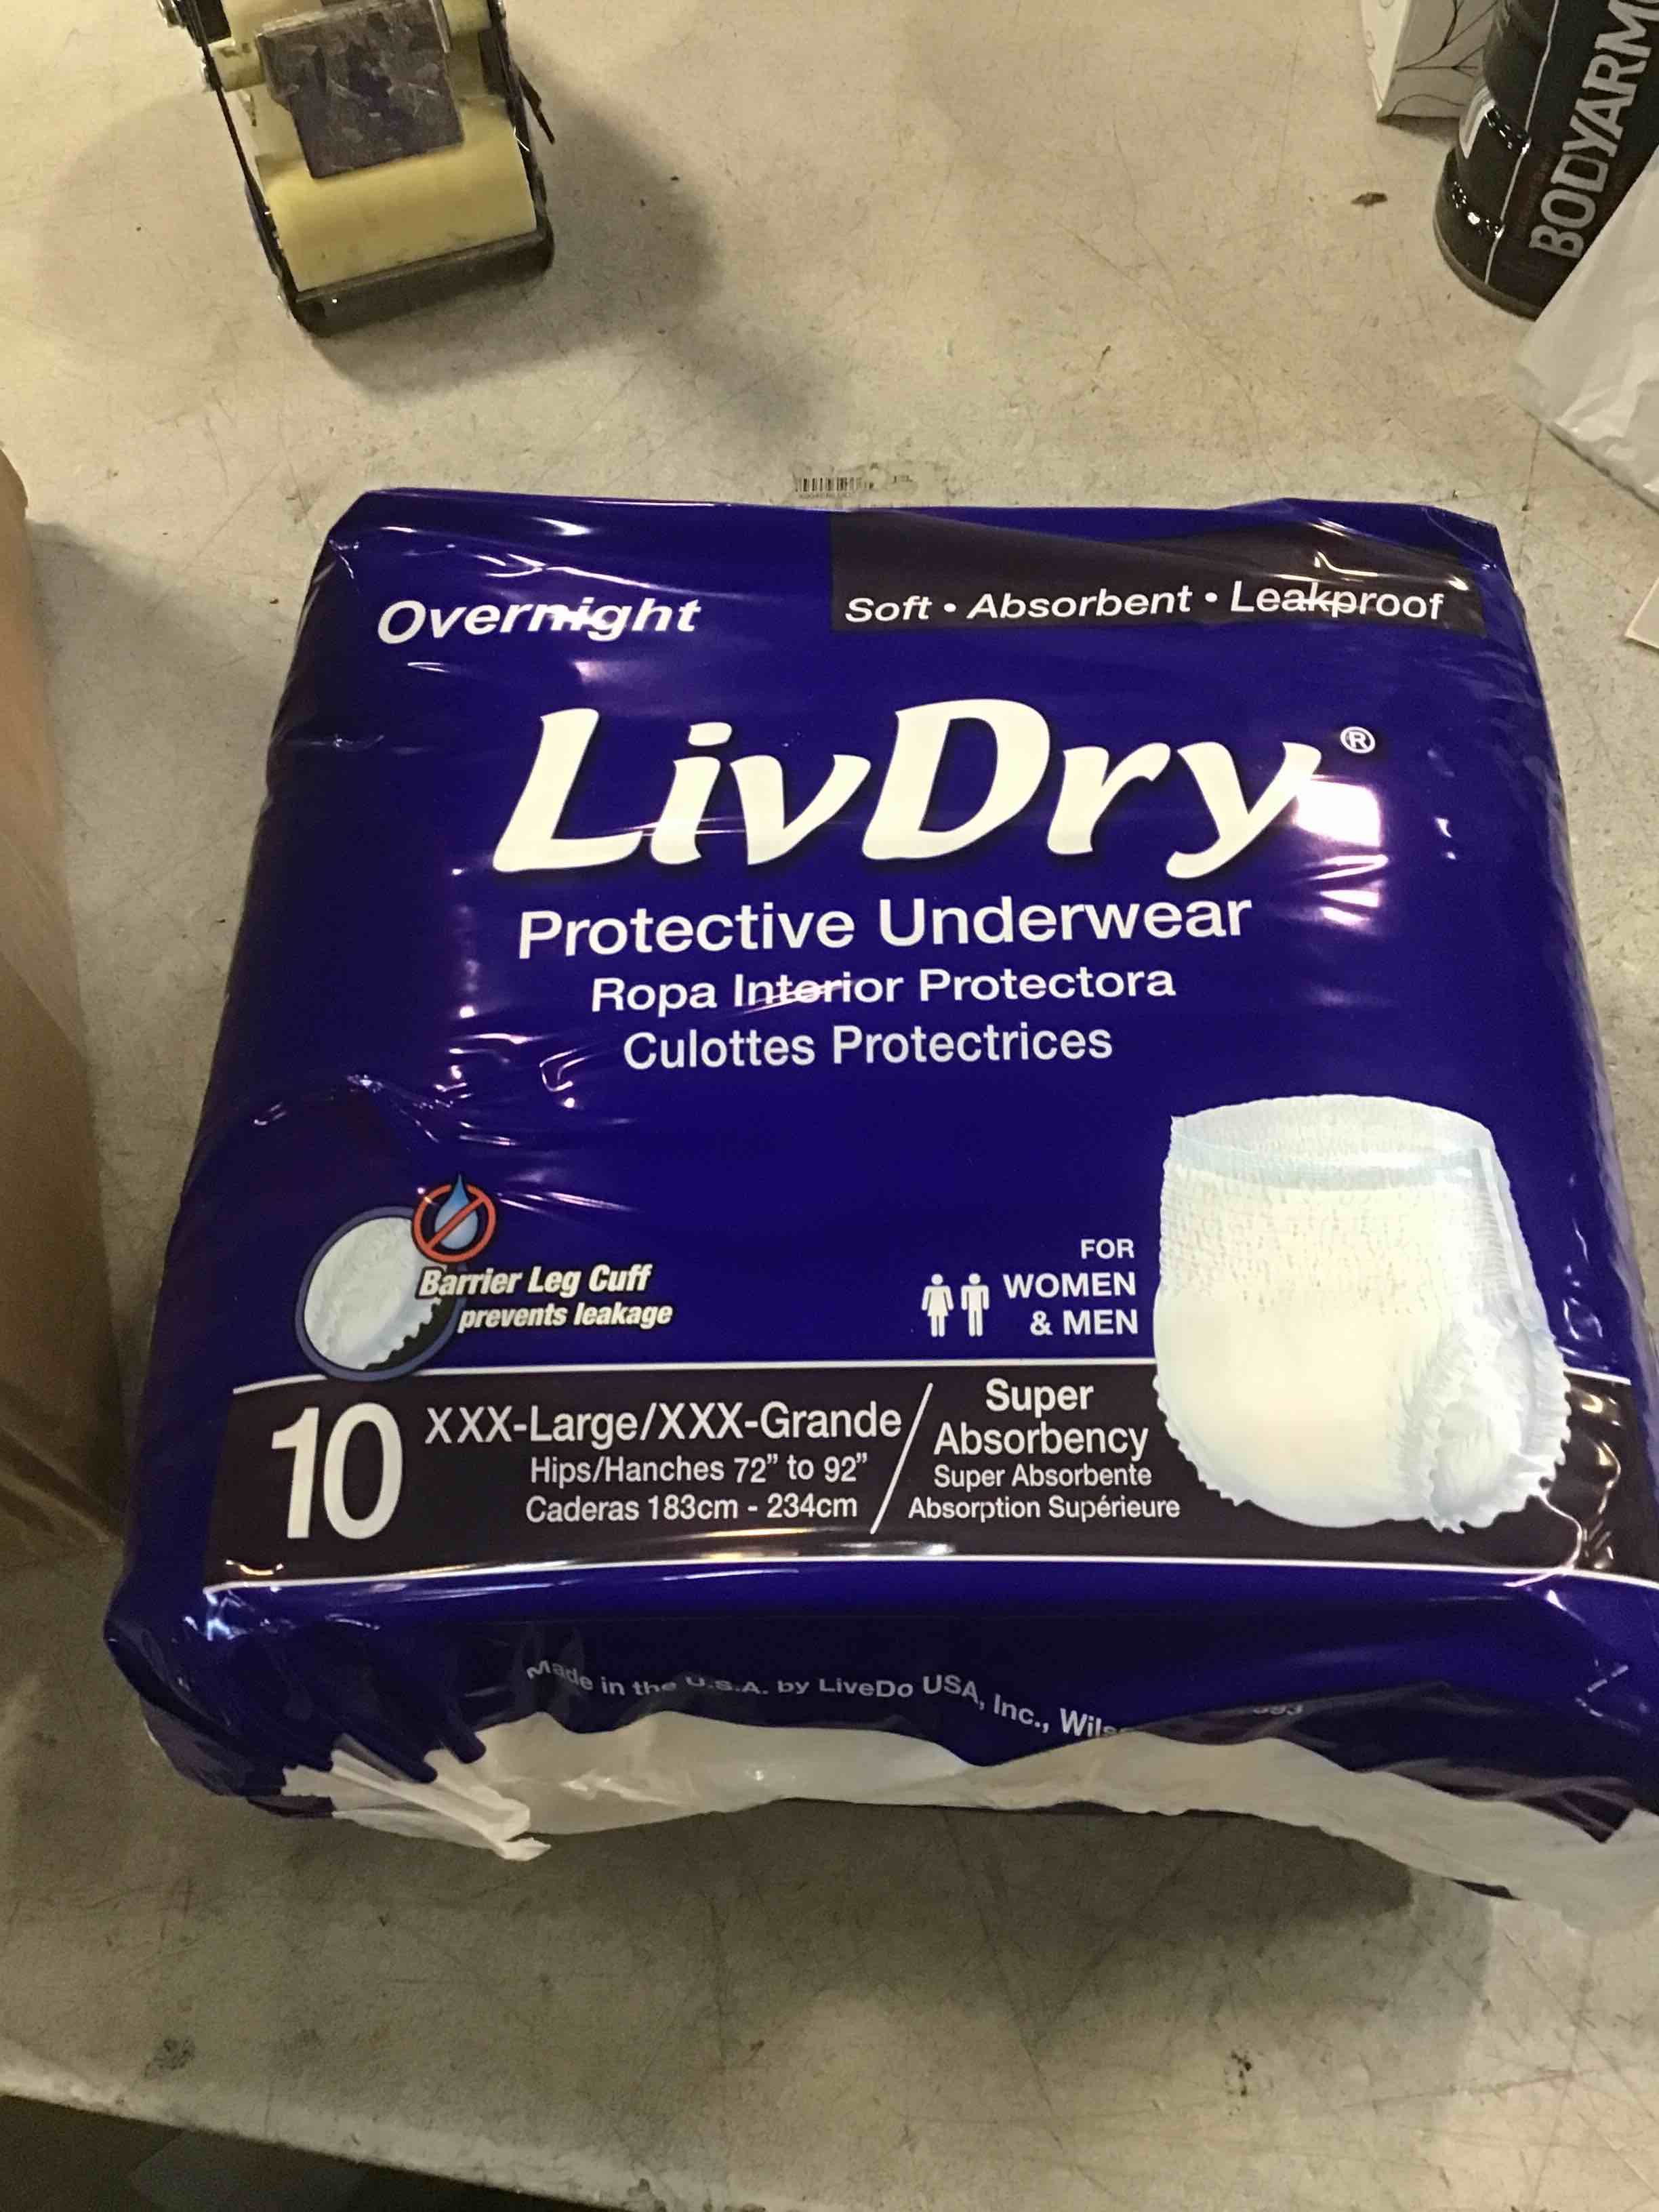 BODYARM
Overnight
Soft • Absorbent • Leakproof
LivDry®
Protective Underwear
Ropa Interior Protectora
Culottes Protectrices
Barrier Leg Cuff
prevents leakage
FOR
WOMEN
& MEN
10
XXX-Large/XXX-Grande
Hips/Hanches 72” to 92”
Caderas 183cm - 234cm
Super
Absorbency
Super Absorbente
Absorption Supérieure
Made in the U.S.A. by LiveDo USA, Inc.,